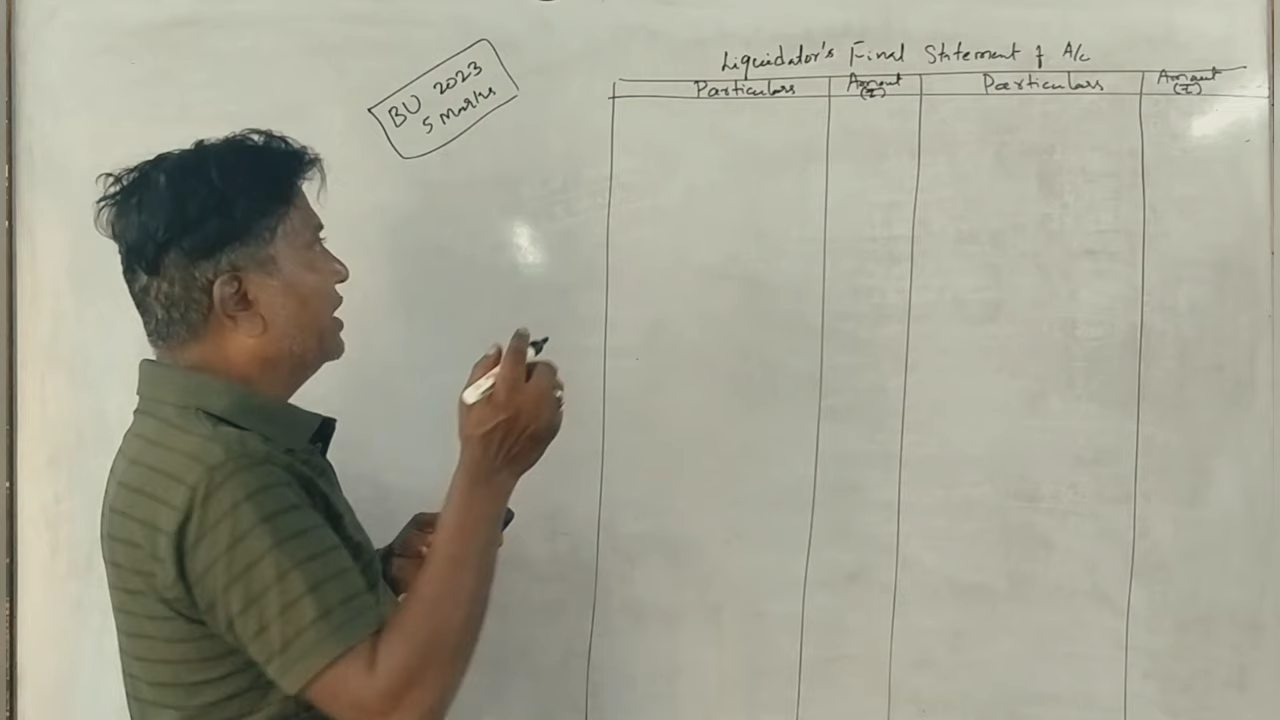 BU 2023
5 Marks
Liquidator's Final Statement of A/c
Particulars Amount Particulars Amount
(₹) (₹)